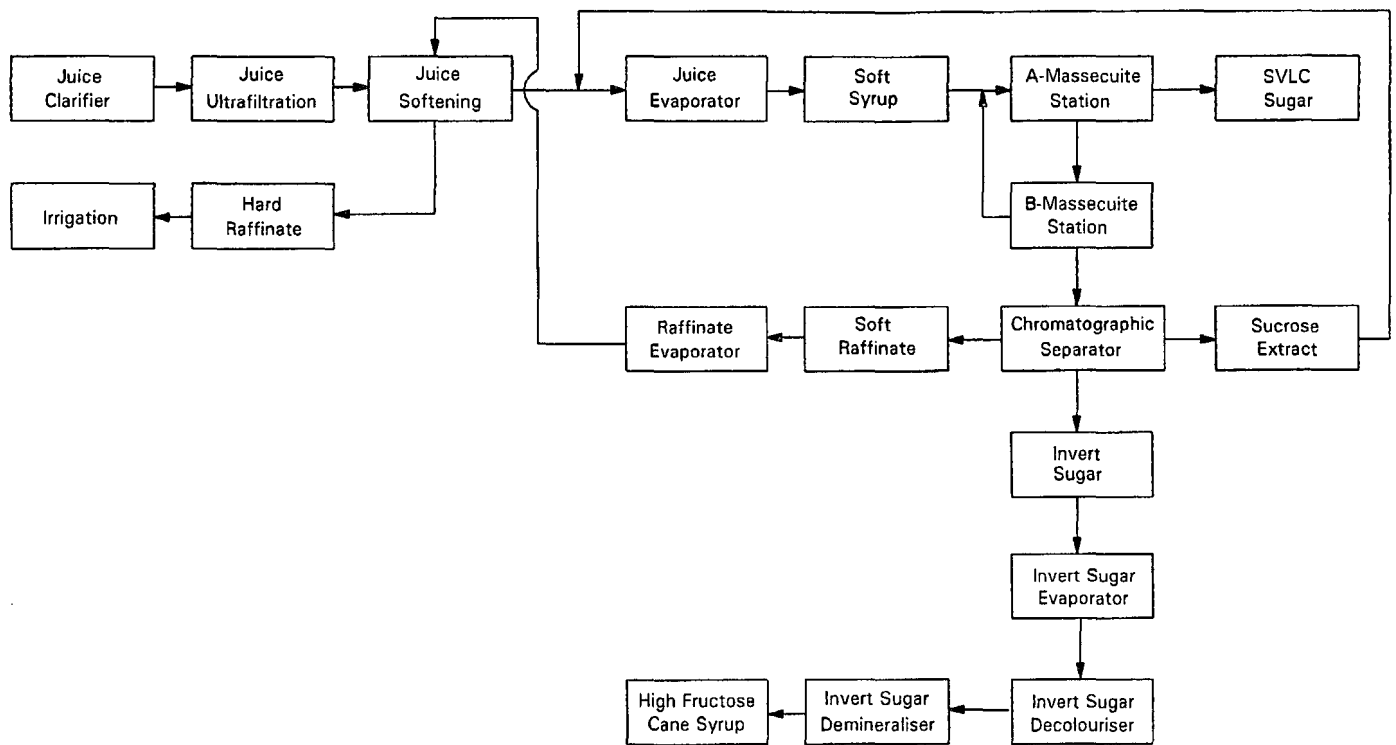 Juice
Clarifier
Juice
Ultrafiltration
Juice
Softening
Juice
Evaporator
Soft
Syrup
A-Massecuite
Station
SVLC
Sugar
Irrigation
Hard
Raffinate
B-Massecuite
Station
Raffinate
Evaporator
Soft
Raffinate
Chromatographic
Separator
Sucrose
Extract
Invert
Sugar
Invert Sugar
Evaporator
High Fructose
Cane Syrup
Invert Sugar
Demineraliser
Invert Sugar
Decolouriser